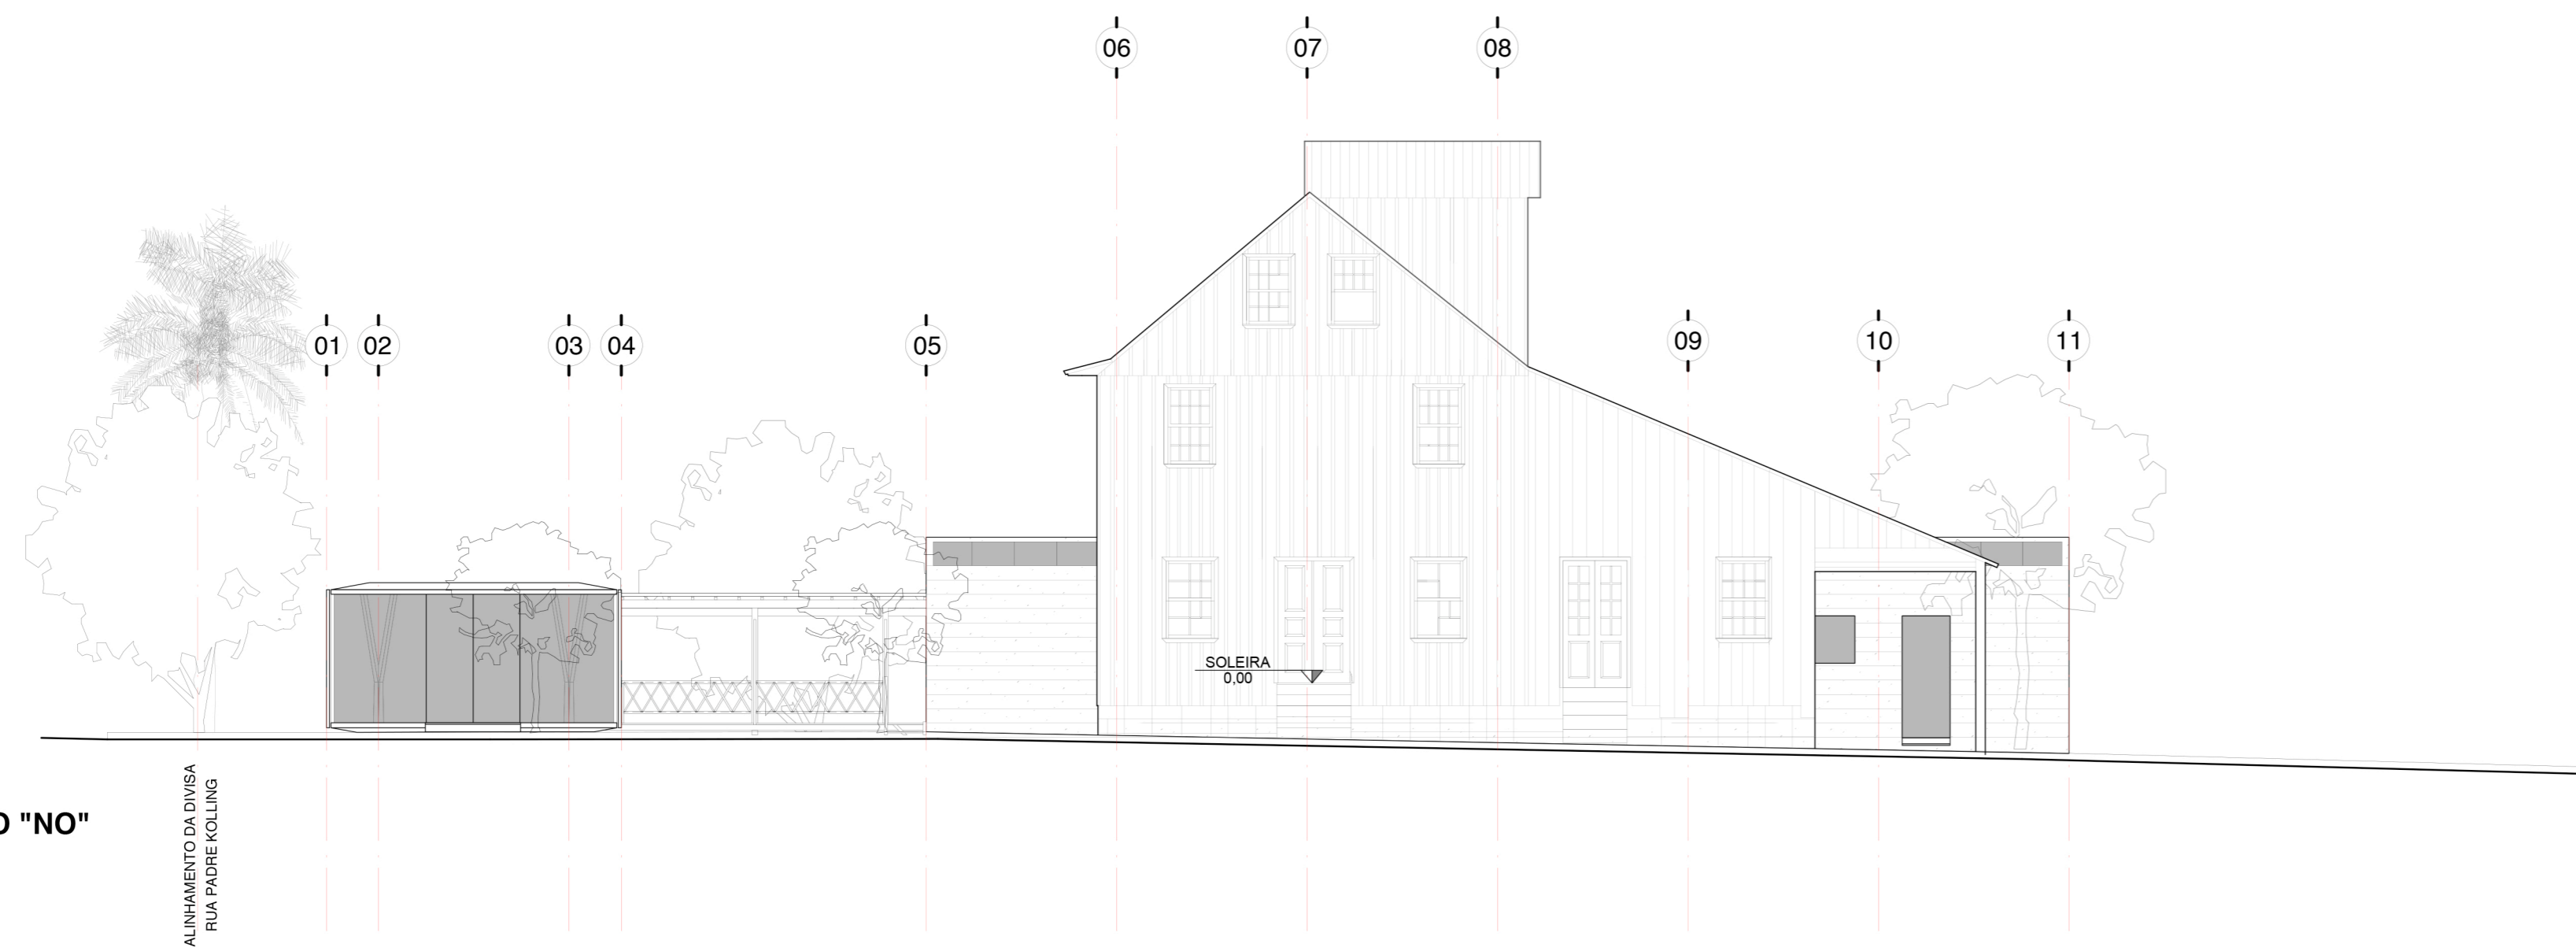 06 07 08
01 02 03 04 05 09 10 11
SOLEIRA
0,00
"NO"
ALINHAMENTO DA DIVISA
RUA PADRE KOLLING